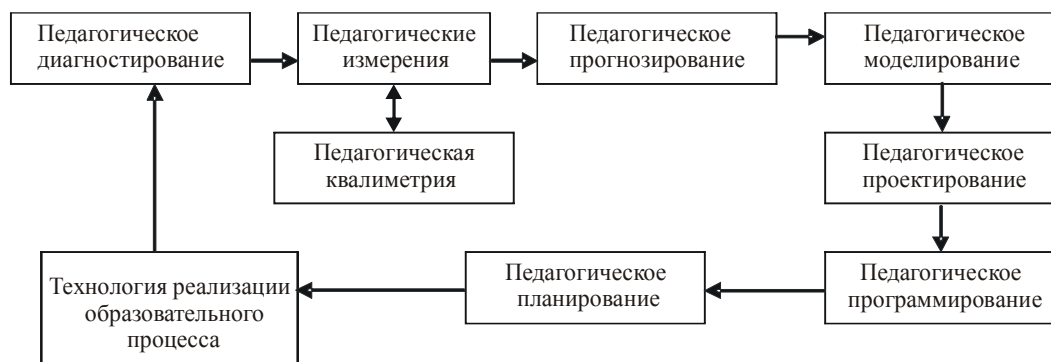 Педагогическое
диагностирование
Педагогические
измерения
Педагогическое
прогнозирование
Педагогическое
моделирование
Педагогическая
квалиметрия
Педагогическое
проектирование
Технология реализации
образовательного
процесса
Педагогическое
планирование
Педагогическое
программирование